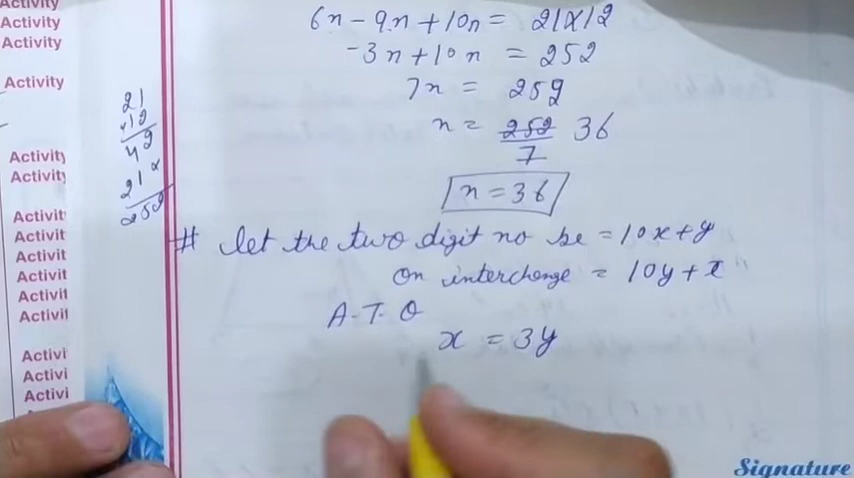 Activity
Activity
Activity
Activity
Activity
Activity
Activit
Activit
Activit
Activit
Activit
Activit
Activi
Activi
Activi
21
×12
42
21×
252
6n - 9n + 10n = 21×12
-3n + 10n = 252
7n = 252
n = 252/7 36
n = 36
# let the two digit no be = 10x+y
on interchange = 10y + x
A.T.Q
x = 3y
Signature